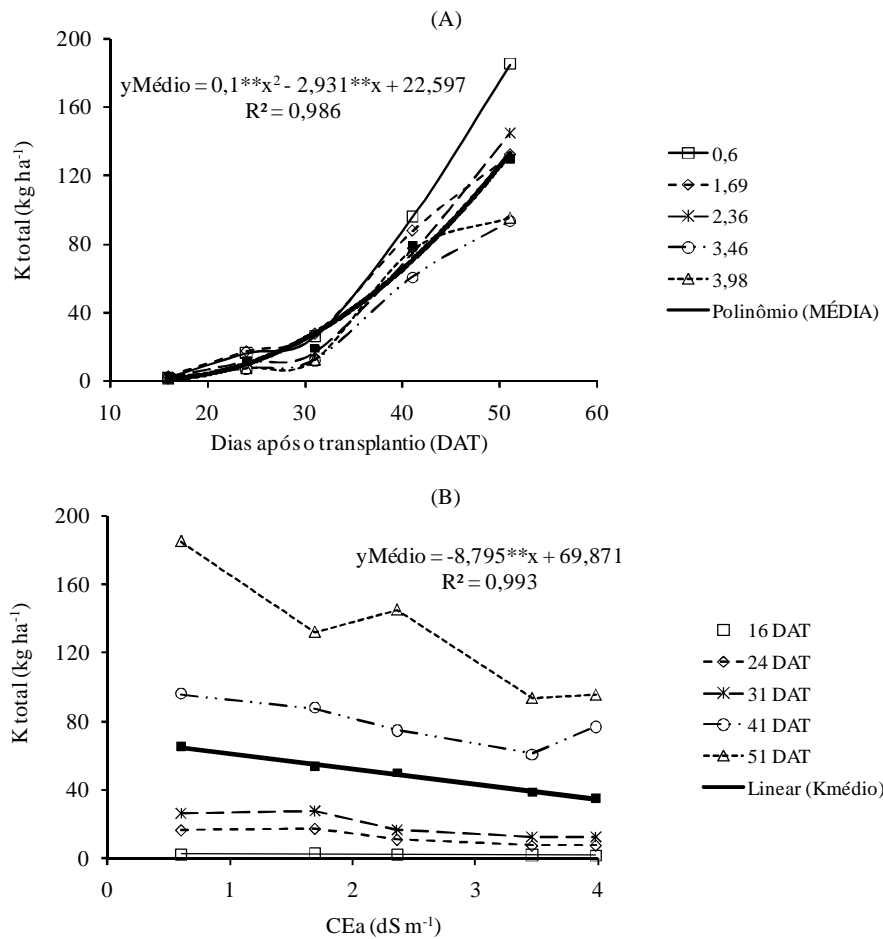 (A)
200
160
120
80
40
0
K total (kg ha⁻¹)
yMédio = 0,1**x² - 2,931**x + 22,597
R² = 0,986
10 20 30 40 50 60
Dias após o transplantio (DAT)
0,6
1,69
2,36
3,46
3,98
Polinômio (MÉDIA)
(B)
200
160
120
80
40
0
K total (kg ha⁻¹)
yMédio = -8,795**x + 69,871
R² = 0,993
0 1 2 3 4
CEa (dS m⁻¹)
16 DAT
24 DAT
31 DAT
41 DAT
51 DAT
Linear (Kmédio)